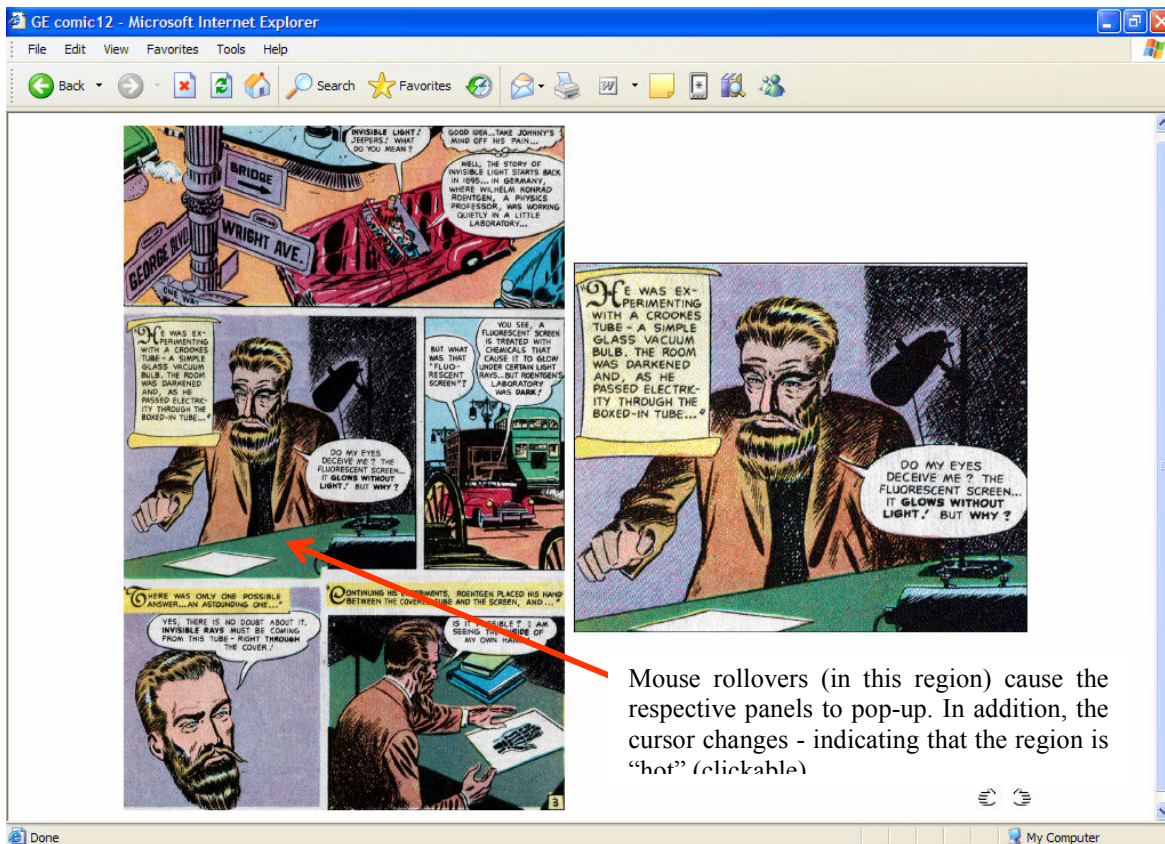 GE comic12 - Microsoft Internet Explorer
File Edit View Favorites Tools Help
Back Search Favorites
INVISIBLE LIGHT!
JEEPERS! WHAT
DO YOU MEAN?
GOOD IDEA...TAKE JOHNNY'S
MIND OFF HIS PAIN...
WELL, THE STORY OF
INVISIBLE LIGHT STARTS BACK
IN 1895... IN GERMANY,
WHERE WILHELM KONRAD
ROENTGEN, A PHYSICS
PROFESSOR, WAS WORKING
QUIETLY IN A LITTLE
LABORATORY...
BRIDGE
WRIGHT AVE.
GEORGE BLVD
ONE WAY
"HE WAS EX-
PERIMENTING
WITH A CROOKES
TUBE - A SIMPLE
GLASS VACUUM
BULB. THE ROOM
WAS DARKENED
AND, AS HE
PASSED ELECTRIC-
ITY THROUGH THE
BOXED-IN TUBE..."
DO MY EYES
DECEIVE ME? THE
FLUORESCENT SCREEN...
IT GLOWS WITHOUT
LIGHT! BUT WHY?
BUT WHAT
WAS THAT
"FLUO-
RESCENT
SCREEN"?
YOU SEE, A
FLUORESCENT SCREEN
IS TREATED WITH
CHEMICALS THAT
CAUSE IT TO GLOW
UNDER CERTAIN LIGHT
RAYS...BUT ROENTGEN'S
LABORATORY
WAS DARK!
"THERE WAS ONLY ONE POSSIBLE
ANSWER...AN ASTOUNDING ONE..."
YES, THERE IS NO DOUBT ABOUT IT.
INVISIBLE RAYS MUST BE COMING
FROM THIS TUBE - RIGHT THROUGH
THE COVER!
"CONTINUING HIS EXPERIMENTS, ROENTGEN PLACED HIS HAND
BETWEEN THE COVERED TUBE AND THE SCREEN, AND..."
IS IT POSSIBLE? I AM
SEEING THE INSIDE OF
MY OWN HAND!
3
"HE WAS EX-
PERIMENTING
WITH A CROOKES
TUBE - A SIMPLE
GLASS VACUUM
BULB. THE ROOM
WAS DARKENED
AND, AS HE
PASSED ELECTRIC-
ITY THROUGH THE
BOXED-IN TUBE..."
DO MY EYES
DECEIVE ME? THE
FLUORESCENT SCREEN...
IT GLOWS WITHOUT
LIGHT! BUT WHY?
Mouse rollovers (in this region) cause the
respective panels to pop-up. In addition, the
cursor changes - indicating that the region is
"hot" (clickable)
Done My Computer